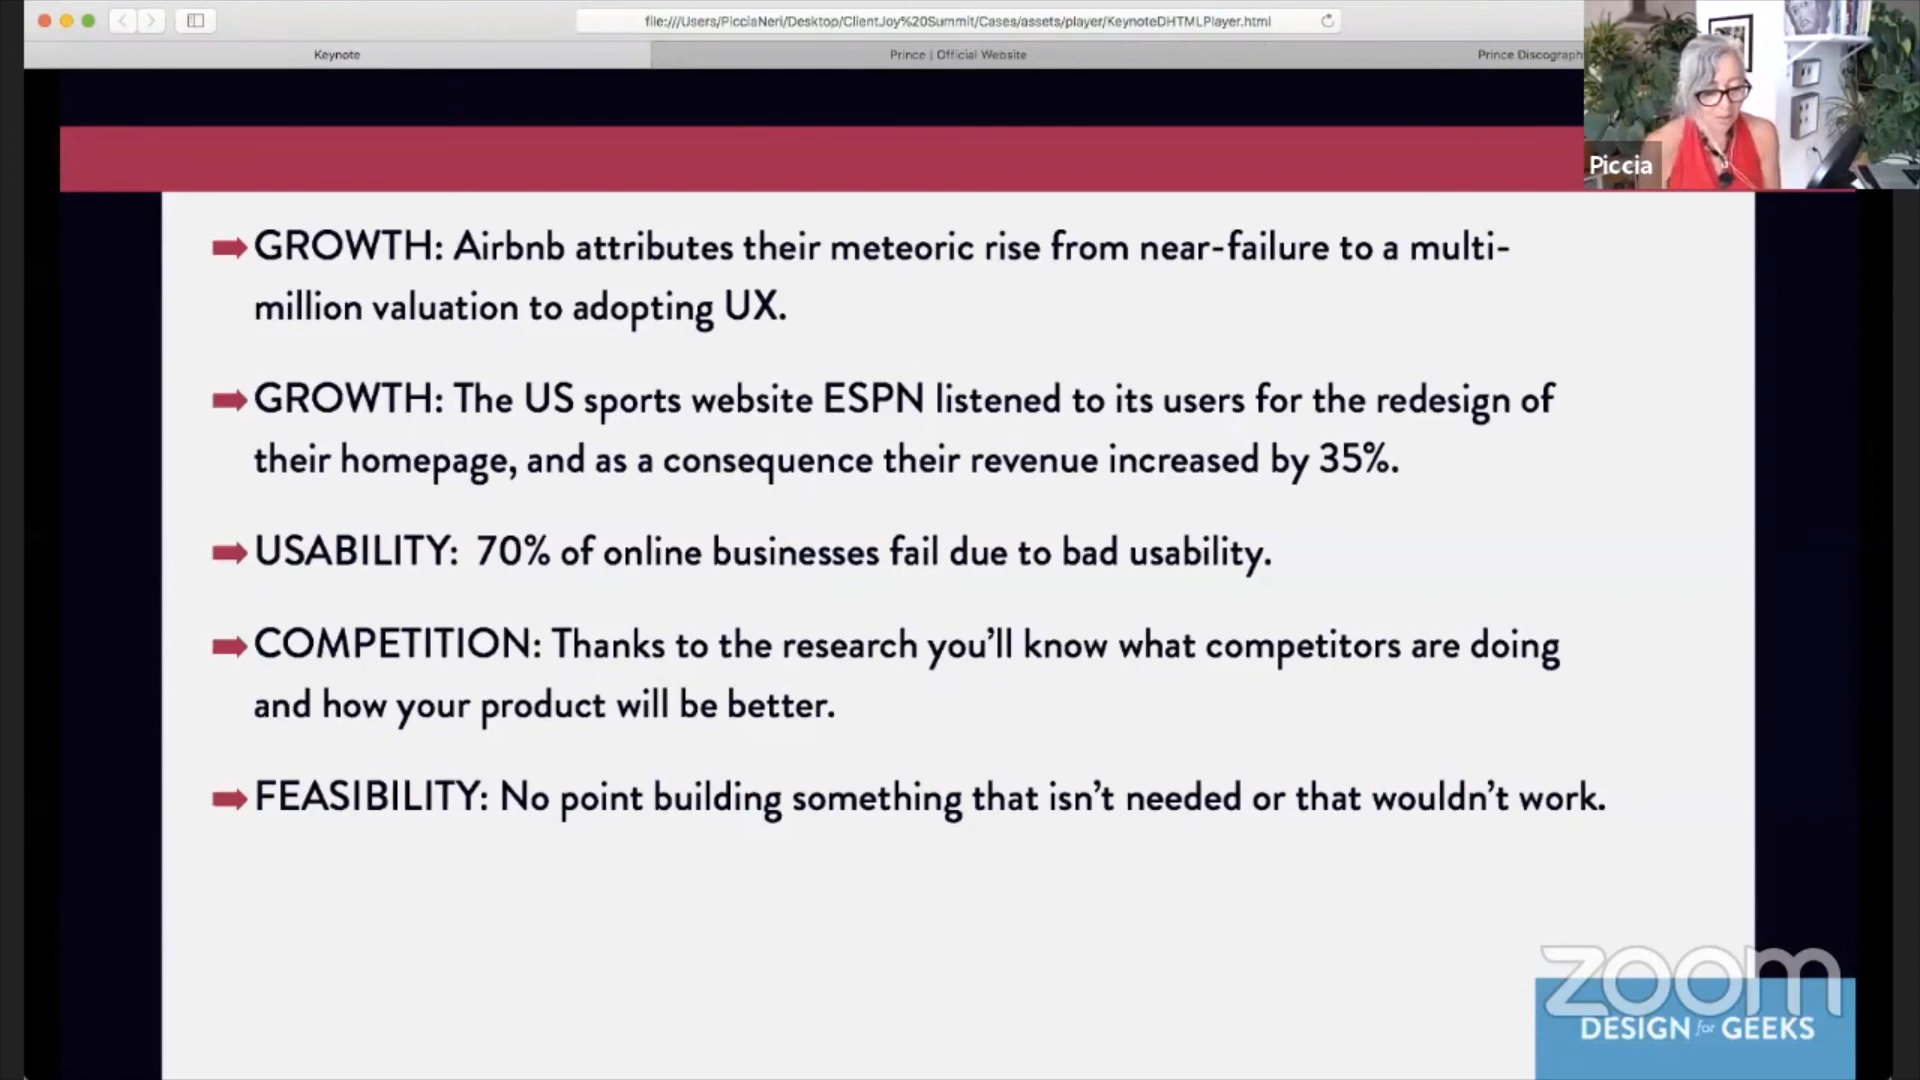 file:///Users/PicciaNeri/Desktop/ClientJoy%20Summit/Cases/assets/player/KeynoteDHTMLPlayer.html
Keynote
Prince | Official Website
Prince Discograph
Piccia
GROWTH: Airbnb attributes their meteoric rise from near-failure to a multi-
million valuation to adopting UX.
GROWTH: The US sports website ESPN listened to its users for the redesign of
their homepage, and as a consequence their revenue increased by 35%.
USABILITY: 70% of online businesses fail due to bad usability.
COMPETITION: Thanks to the research you’ll know what competitors are doing
and how your product will be better.
FEASIBILITY: No point building something that isn’t needed or that wouldn’t work.
zoom
DESIGN for GEEKS